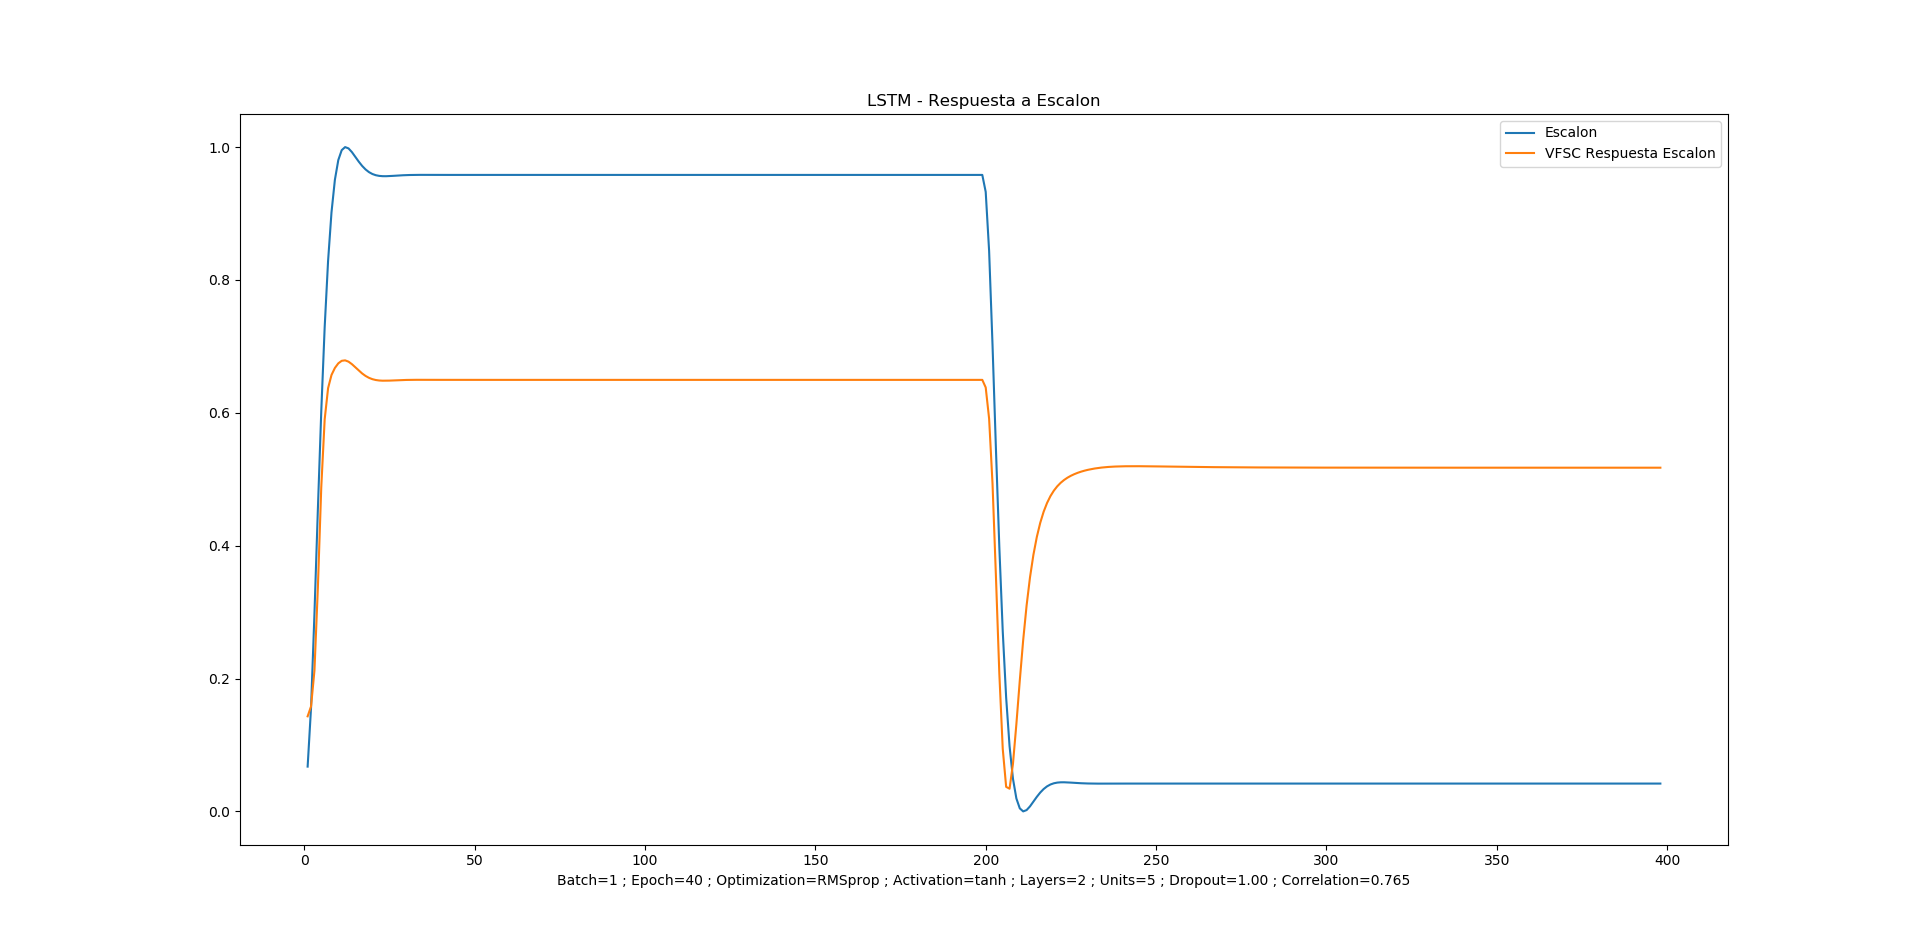 LSTM - Respuesta a Escalon
Escalon
VFSC Respuesta Escalon
1.0
0.8
0.6
0.4
0.2
0.0
0 50 100 150 200 250 300 350 400
Batch=1 ; Epoch=40 ; Optimization=RMSprop ; Activation=tanh ; Layers=2 ; Units=5 ; Dropout=1.00 ; Correlation=0.765